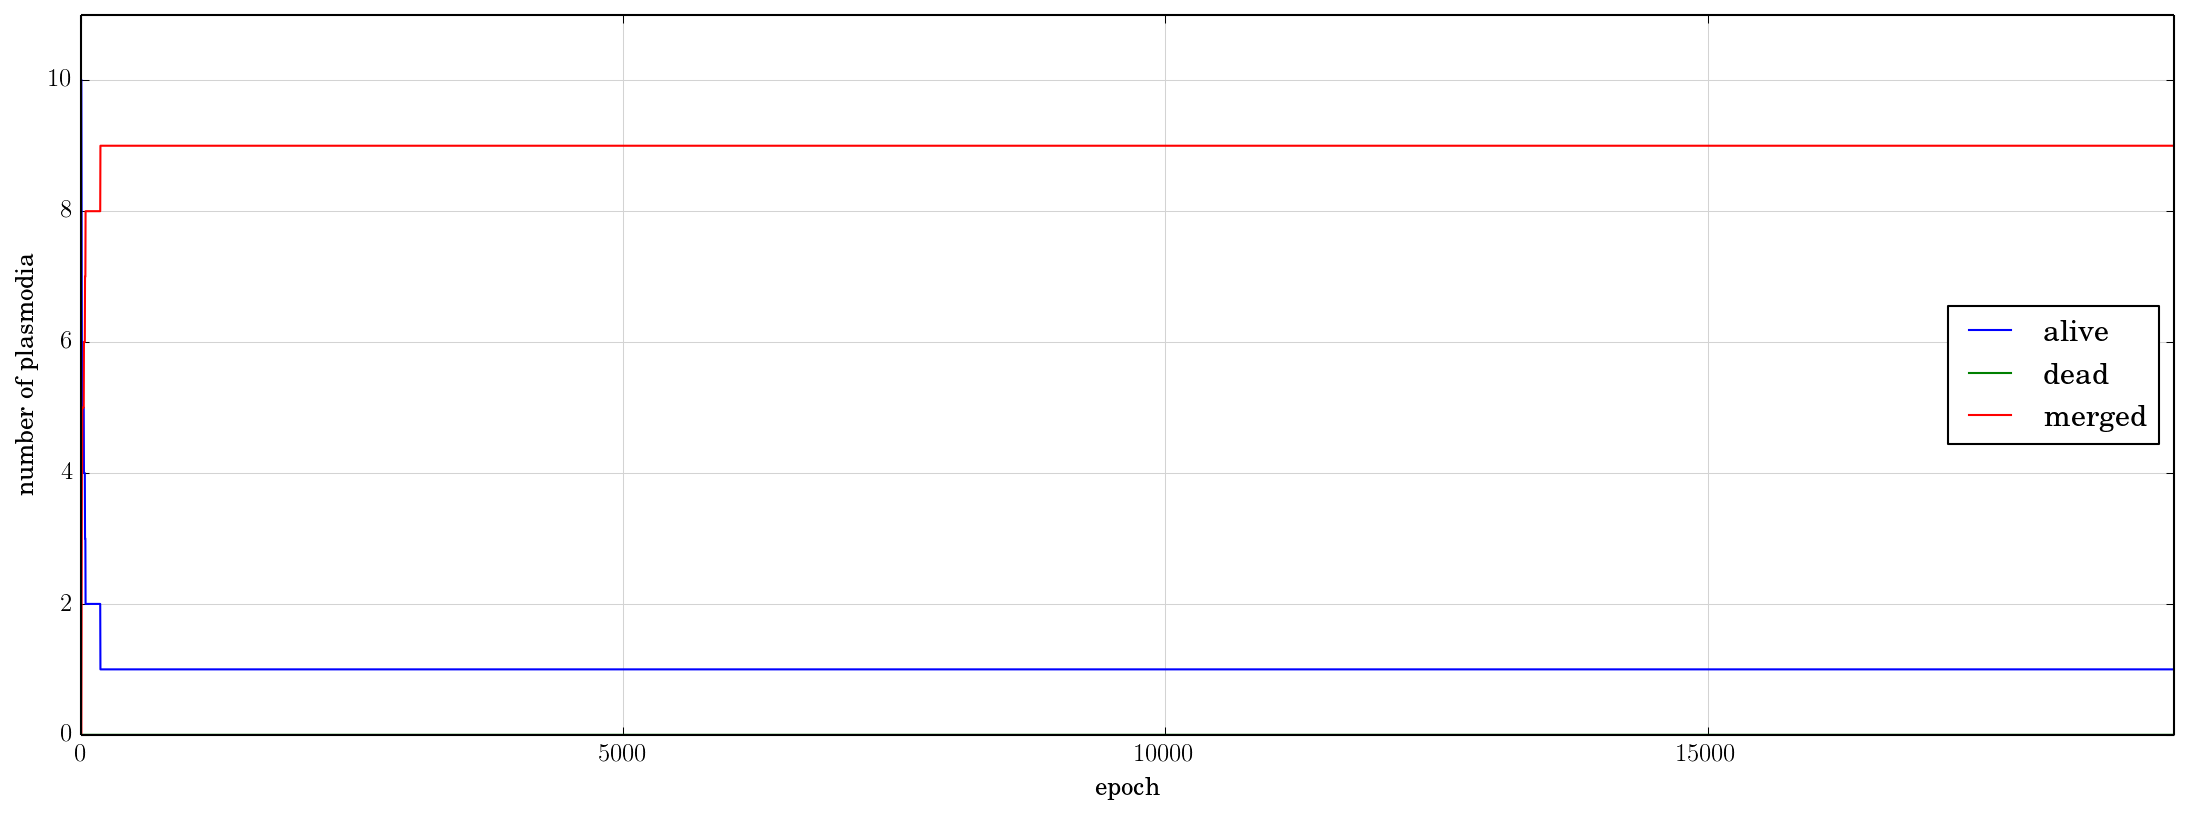 10
8
6
4
2
0
number of plasmodia
0 5000 10000 15000
epoch
alive
dead
merged